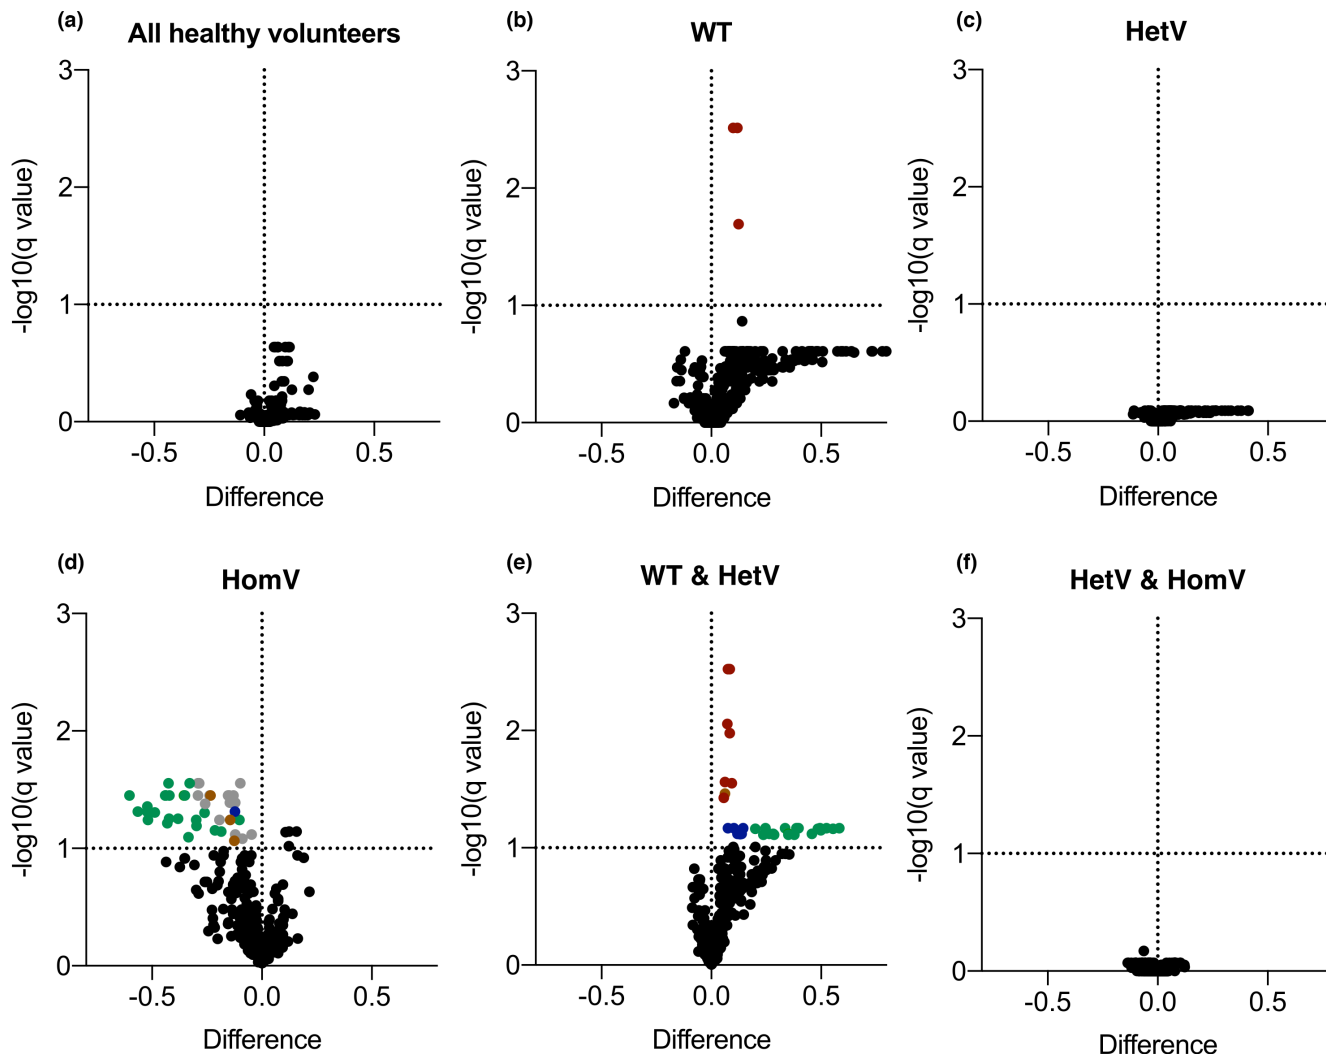 (a)
All healthy volunteers
3
2
1
0
-log10(q value)
-0.5 0.0 0.5
Difference
(b)
WT
3
2
1
0
-log10(q value)
-0.5 0.0 0.5
Difference
(c)
HetV
3
2
1
0
-log10(q value)
-0.5 0.0 0.5
Difference
(d)
HomV
3
2
1
0
-log10(q value)
-0.5 0.0 0.5
Difference
(e)
WT & HetV
3
2
1
0
-log10(q value)
-0.5 0.0 0.5
Difference
(f)
HetV & HomV
3
2
1
0
-log10(q value)
-0.5 0.0 0.5
Difference